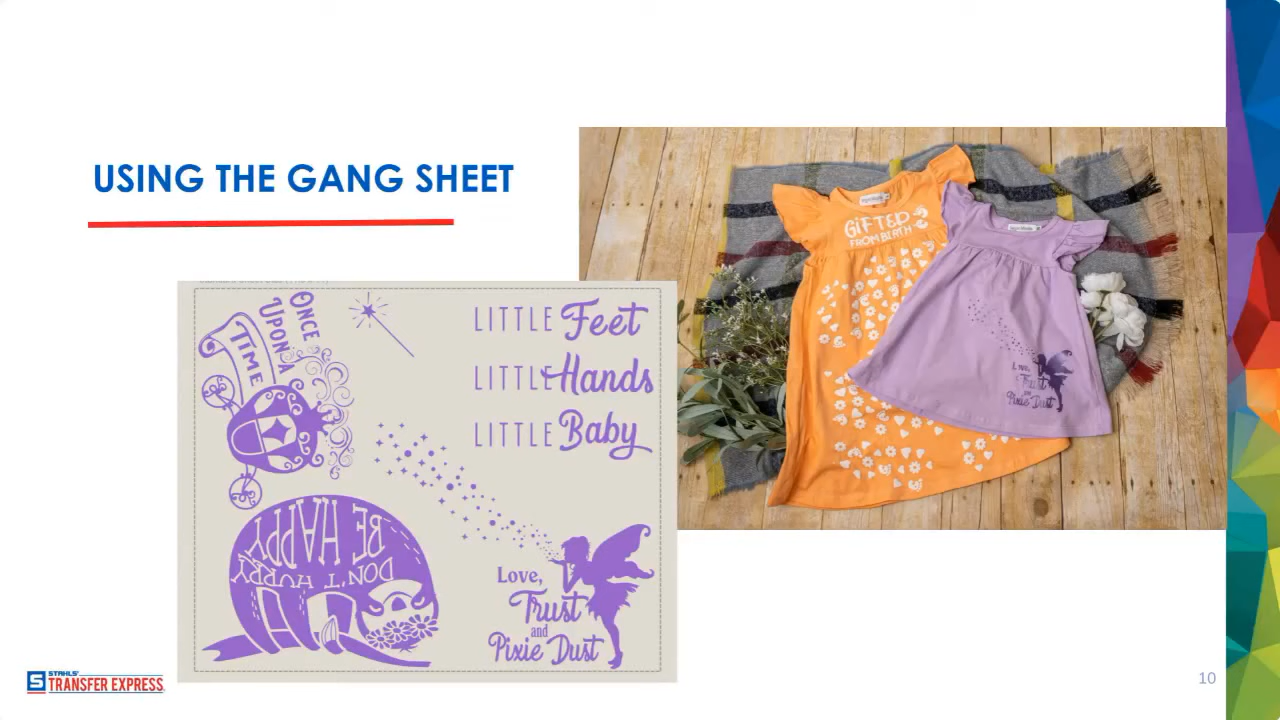 USING THE GANG SHEET
GIFTED
FROM BIRTH
Love,
Trust
and
Pixie Dust
ONCE
UPON A
TIME
LITTLE Feet
LITTLE Hands
LITTLE Baby
DON'T HURRY
BE HAPPY
Love,
Trust
and
Pixie Dust
S STAHLS'
TRANSFER EXPRESS
10